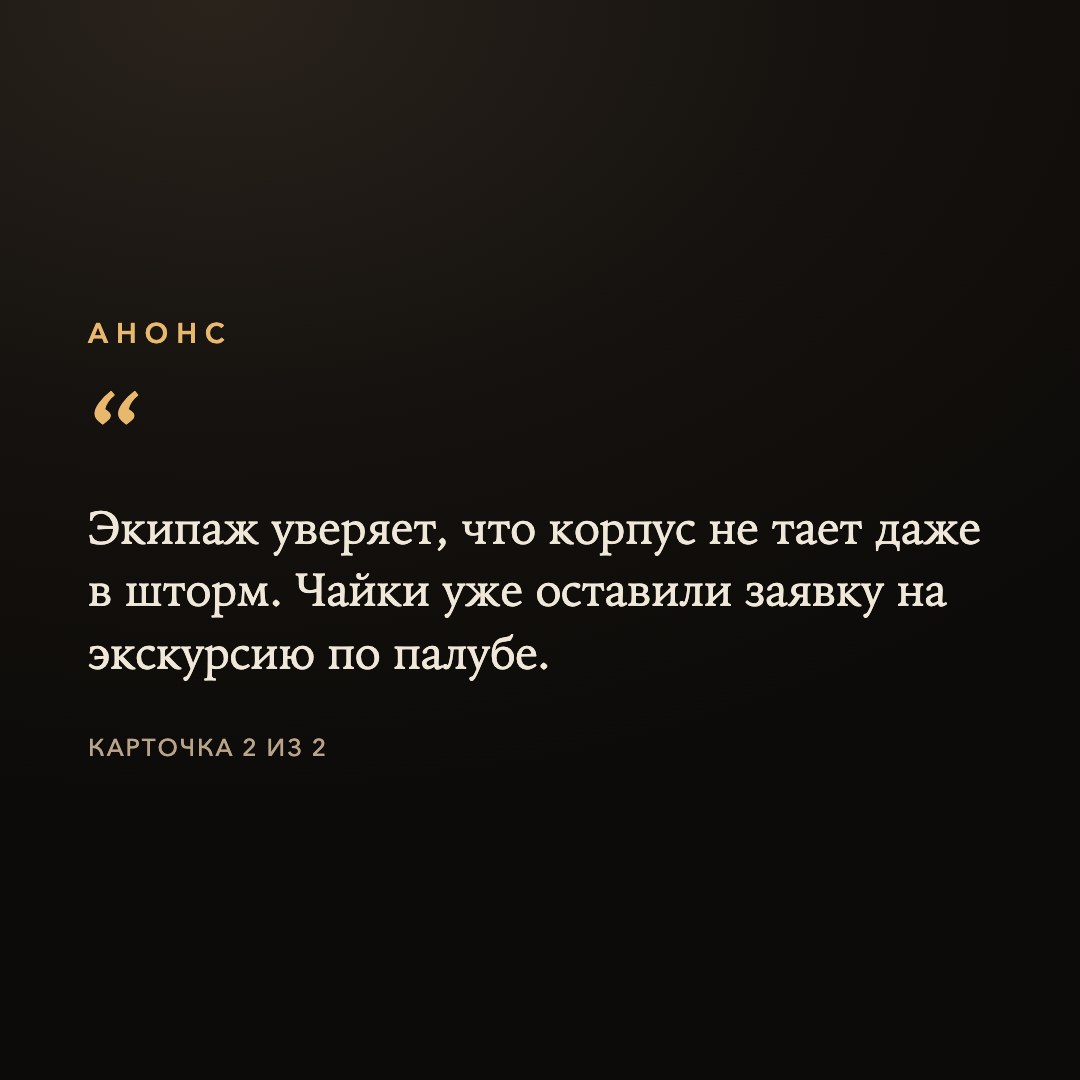 АНОНС
“
Экипаж уверяет, что корпус не тает даже
в шторм. Чайки уже оставили заявку на
экскурсию по палубе.
КАРТОЧКА 2 ИЗ 2